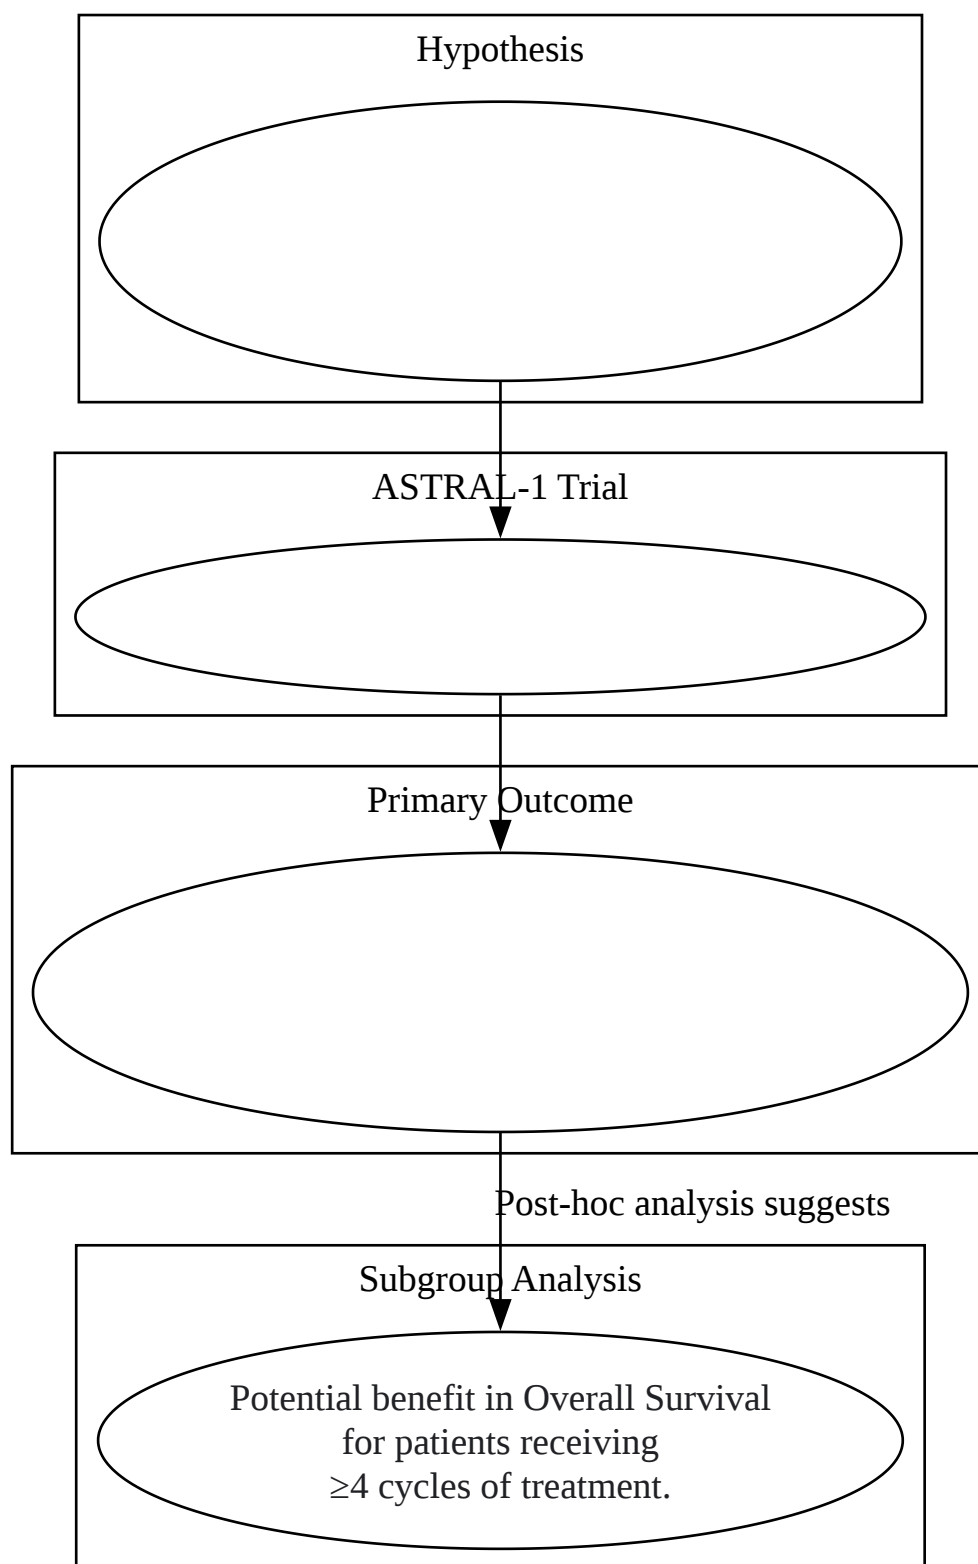 Hypothesis
ASTRAL-1 Trial
Primary Outcome
Post-hoc analysis suggests
Subgroup Analysis
Potential benefit in Overall Survival
for patients receiving
≥4 cycles of treatment.